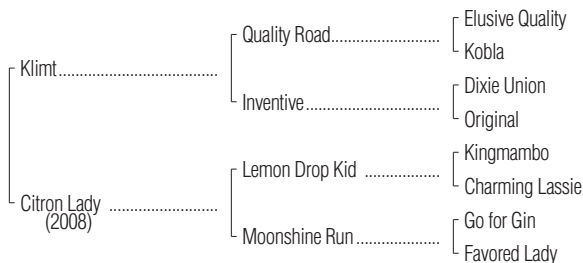 Elusive Quality
Quality Road
Kobla
Klimt
Dixie Union
Inventive
Original
Kingmambo
Lemon Drop Kid
Charming Lassie
Citron Lady
(2008)
Go for Gin
Moonshine Run
Favored Lady